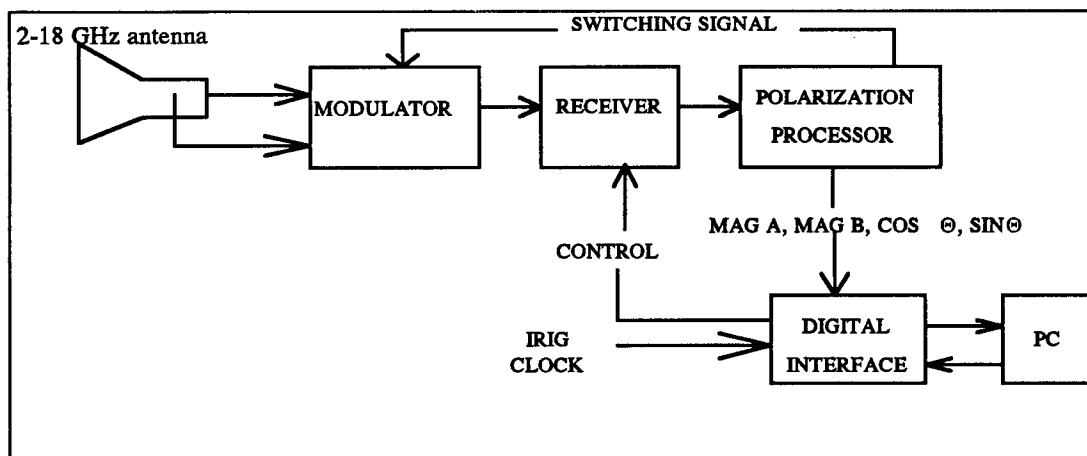 SWITCHING SIGNAL
2-18 GHz antenna
MODULATOR
RECEIVER
POLARIZATION
PROCESSOR
MAG A, MAG B, COS Θ, SINΘ
CONTROL
IRIG
CLOCK
DIGITAL
INTERFACE
PC